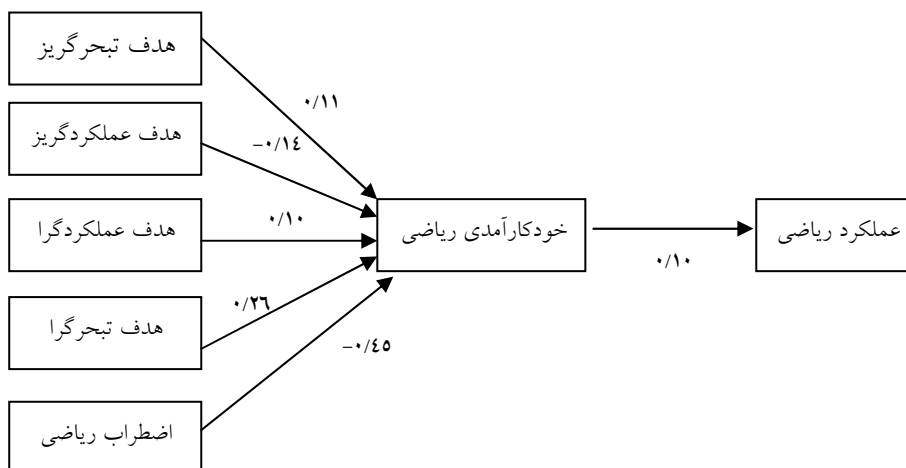 هدف تبحرگریز
۰/۱۱
هدف عملکردگریز
-۰/۱٤
هدف عملکردگرا
۰/۱۰
خودکارآمدی ریاضی
۰/۱۰
عملکرد ریاضی
هدف تبحرگرا
۰/۲٦
-۰/٤٥
اضطراب ریاضی